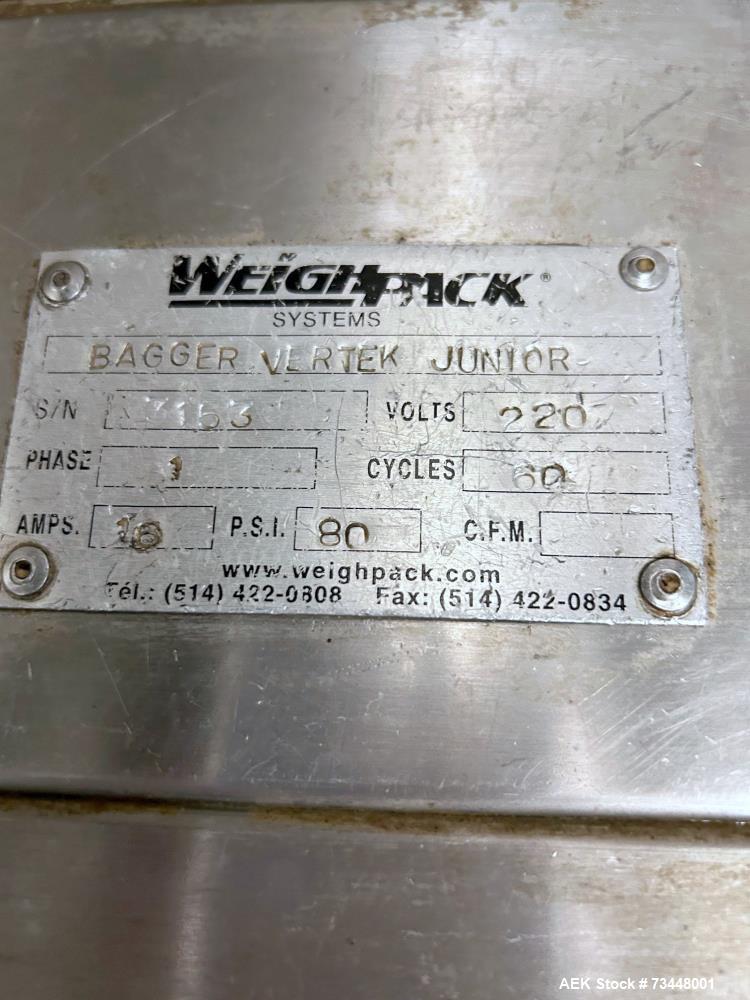 WEIGHPACK®
SYSTEMS
BAGGER VERTEK JUNIOR
S/N VOLTS 220
PHASE 1 CYCLES 60
AMPS. P.S.I. 80 C.F.M.
www.weighpack.com
Tél.: (514) 422-0808 Fax: (514) 422-0834
AEK Stock # 73448001